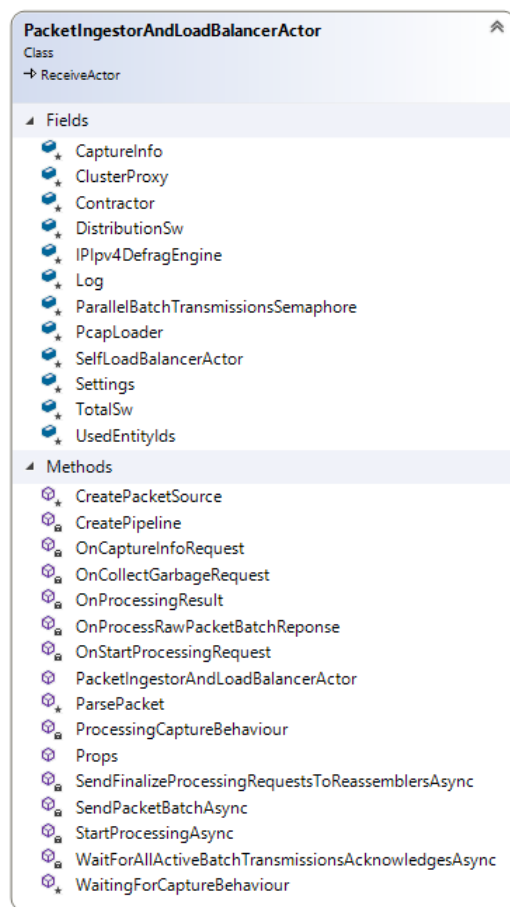 PacketIngestorAndLoadBalancerActor
Class
ReceiveActor
Fields
CaptureInfo
ClusterProxy
Contractor
DistributionSw
IPIpv4DefragEngine
Log
ParallelBatchTransmissionsSemaphore
PcapLoader
SelfLoadBalancerActor
Settings
TotalSw
UsedEntityIds
Methods
CreatePacketSource
CreatePipeline
OnCaptureInfoRequest
OnCollectGarbageRequest
OnProcessingResult
OnProcessRawPacketBatchReponse
OnStartProcessingRequest
PacketIngestorAndLoadBalancerActor
ParsePacket
ProcessingCaptureBehaviour
Props
SendFinalizeProcessingRequestsToReassemblersAsync
SendPacketBatchAsync
StartProcessingAsync
WaitForAllActiveBatchTransmissionsAcknowledgesAsync
WaitingForCaptureBehaviour